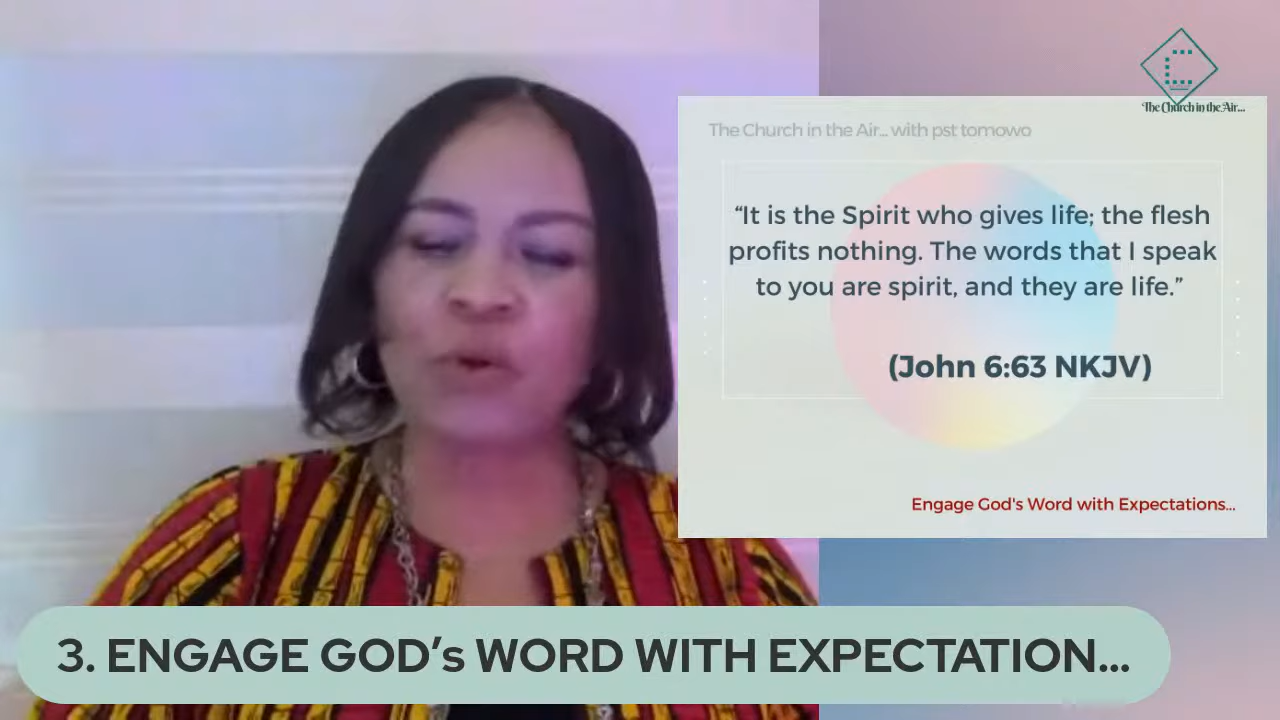 The Church in the Air...
The Church in the Air... with pst tomowo
“It is the Spirit who gives life; the flesh
profits nothing. The words that I speak
to you are spirit, and they are life.”
(John 6:63 NKJV)
Engage God's Word with Expectations...
3. ENGAGE GOD’s WORD WITH EXPECTATION...